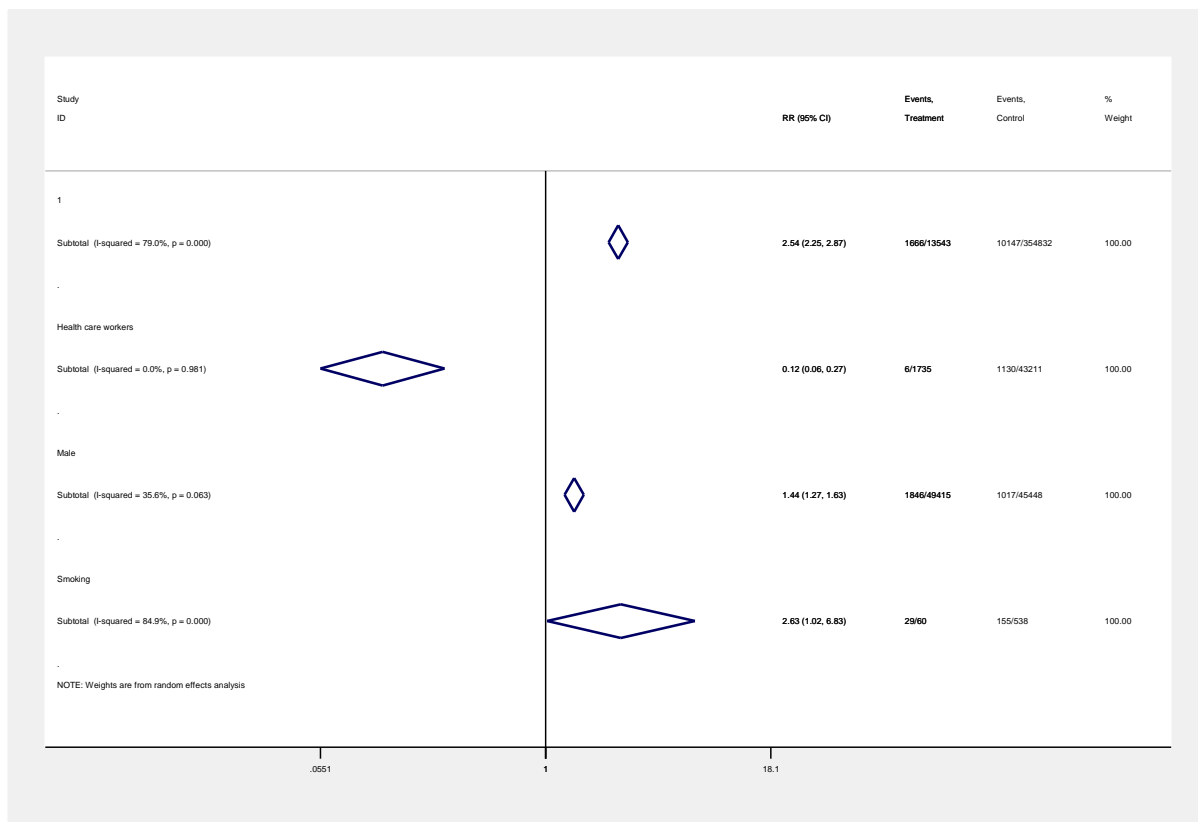 Study Events, Events, %
ID RR (95% CI) Treatment Control Weight
1
Subtotal (I-squared = 79.0%, p = 0.000) 2.54 (2.25, 2.87) 1666/13543 10147/354832 100.00
.
Health care workers
Subtotal (I-squared = 0.0%, p = 0.981) 0.12 (0.06, 0.27) 6/1735 1130/43211 100.00
.
Male
Subtotal (I-squared = 35.6%, p = 0.063) 1.44 (1.27, 1.63) 1846/49415 1017/45448 100.00
.
Smoking
Subtotal (I-squared = 84.9%, p = 0.000) 2.63 (1.02, 6.83) 29/60 155/538 100.00
.
NOTE: Weights are from random effects analysis
.0551 1 18.1